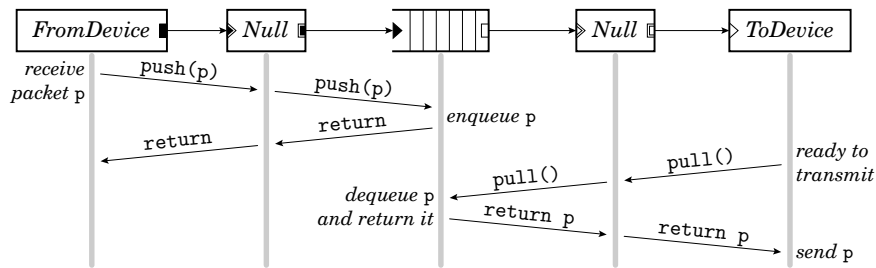 FromDevice
Null
Null
ToDevice
receive
packet p
push(p)
push(p)
enqueue p
return
return
ready to
transmit
pull()
pull()
dequeue p
and return it
return p
return p
send p